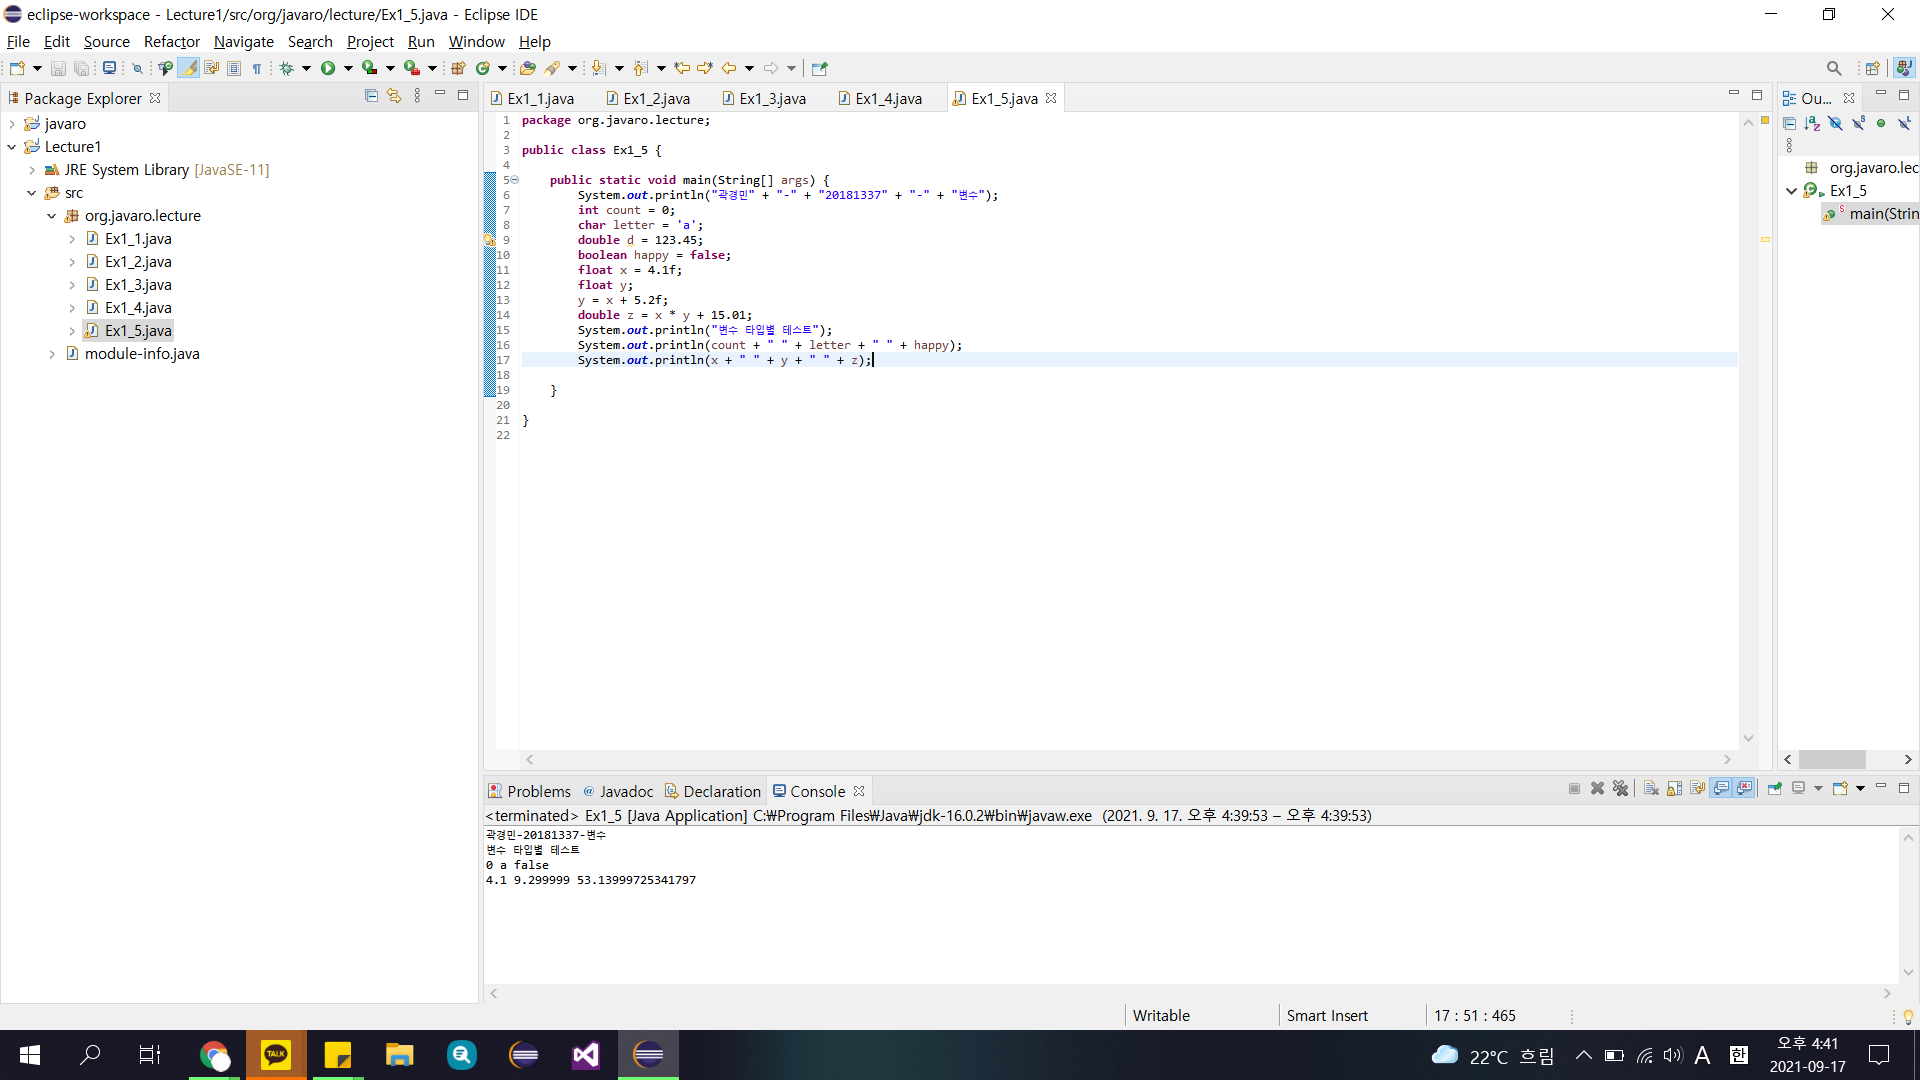 eclipse-workspace - Lecture1/src/org/javaro/lecture/Ex1_5.java - Eclipse IDE
File Edit Source Refactor Navigate Search Project Run Window Help
Package Explorer
javaro
Lecture1
JRE System Library [JavaSE-11]
src
org.javaro.lecture
Ex1_1.java
Ex1_2.java
Ex1_3.java
Ex1_4.java
Ex1_5.java
module-info.java
Ex1_1.java Ex1_2.java Ex1_3.java Ex1_4.java Ex1_5.java
1 package org.javaro.lecture;
2
3 public class Ex1_5 {
4
5 public static void main(String[] args) {
6 System.out.println("곽경민" + "-" + "20181337" + "-" + "변수");
7 int count = 0;
8 char letter = 'a';
9 double d = 123.45;
10 boolean happy = false;
11 float x = 4.1f;
12 float y;
13 y = x + 5.2f;
14 double z = x * y + 15.01;
15 System.out.println("변수 타입별 테스트");
16 System.out.println(count + " " + letter + " " + happy);
17 System.out.println(x + " " + y + " " + z);
18
19 }
20
21 }
22
Ou...
org.javaro.lec
Ex1_5
main(Strin
Problems @ Javadoc Declaration Console
<terminated> Ex1_5 [Java Application] C:₩Program Files₩Java₩jdk-16.0.2₩bin₩javaw.exe (2021. 9. 17. 오후 4:39:53 – 오후 4:39:53)
곽경민-20181337-변수
변수 타입별 테스트
0 a false
4.1 9.299999 53.13999725341797
Writable Smart Insert 17 : 51 : 465
TALK
22°C 흐림 A 한 오후 4:41
2021-09-17